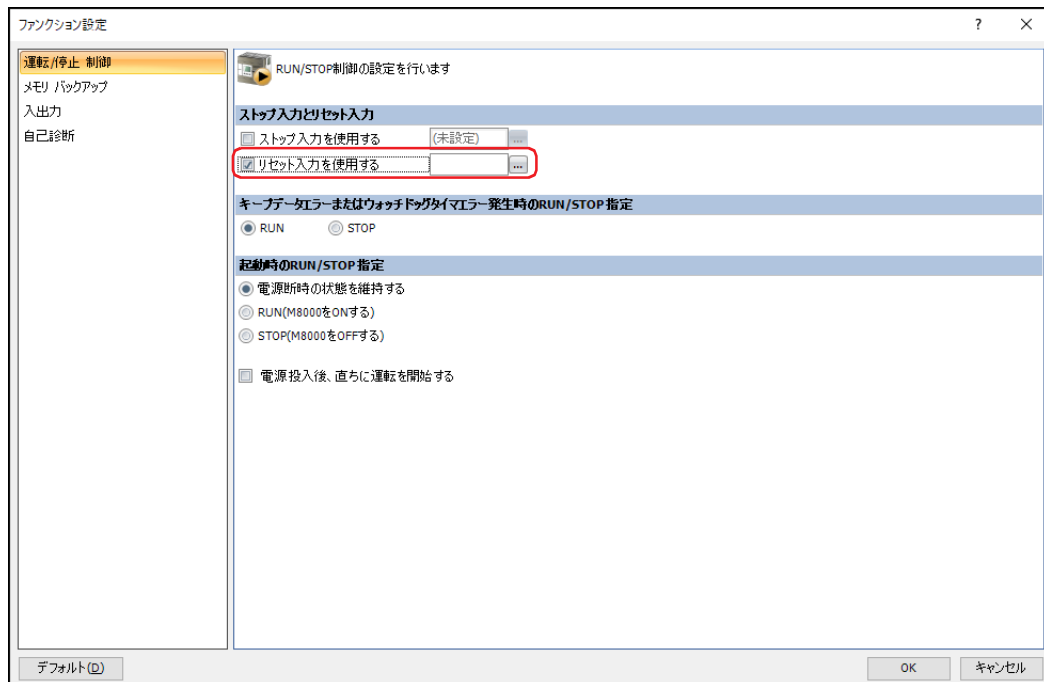 ファンクション設定
?
運転/停止 制御
メモリ バックアップ
入出力
自己診断
RUN/STOP制御の設定を行います
ストップ入力とリセット入力
ストップ入力を使用する (未設定) ...
リセット入力を使用する ...
キープデータエラーまたはウォッチドッグタイマエラー発生時のRUN/STOP 指定
RUN STOP
起動時のRUN/STOP 指定
電源断時の状態を維持する
RUN(M8000をONする)
STOP(M8000をOFFする)
電源投入後、直ちに運転を開始する
デフォルト(D) OK キャンセル